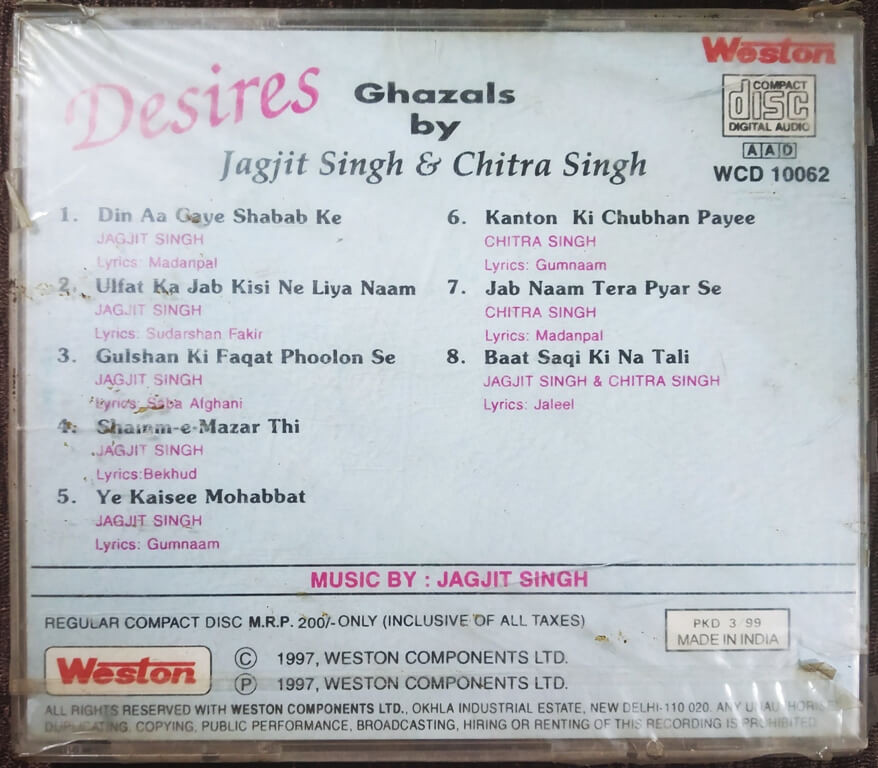 Weston
Desires
Ghazals
by
Jagjit Singh & Chitra Singh
COMPACT
disc
DIGITAL AUDIO
AAD
WCD 10062
1. Din Aa Gaye Shabab Ke
JAGJIT SINGH
Lyrics: Madanpal
2. Ulfat Ka Jab Kisi Ne Liya Naam
JAGJIT SINGH
Lyrics: Sudarshan Fakir
3. Gulshan Ki Faqat Phoolon Se
JAGJIT SINGH
Lyrics: Saba Afghani
4. Shamm-e-Mazar Thi
JAGJIT SINGH
Lyrics:Bekhud
5. Ye Kaisee Mohabbat
JAGJIT SINGH
Lyrics: Gumnaam
6. Kanton Ki Chubhan Payee
CHITRA SINGH
Lyrics: Gumnaam
7. Jab Naam Tera Pyar Se
CHITRA SINGH
Lyrics: Madanpal
8. Baat Saqi Ki Na Tali
JAGJIT SINGH & CHITRA SINGH
Lyrics: Jaleel
MUSIC BY : JAGJIT SINGH
REGULAR COMPACT DISC M.R.P. 200/- ONLY (INCLUSIVE OF ALL TAXES)
PKD 3 99
MADE IN INDIA
Weston
© 1997, WESTON COMPONENTS LTD.
℗ 1997, WESTON COMPONENTS LTD.
ALL RIGHTS RESERVED WITH WESTON COMPONENTS LTD., OKHLA INDUSTRIAL ESTATE, NEW DELHI-110 020. ANY UNAUTHORISED
DUPLICATING, COPYING, PUBLIC PERFORMANCE, BROADCASTING, HIRING OR RENTING OF THIS RECORDING IS PROHIBITED